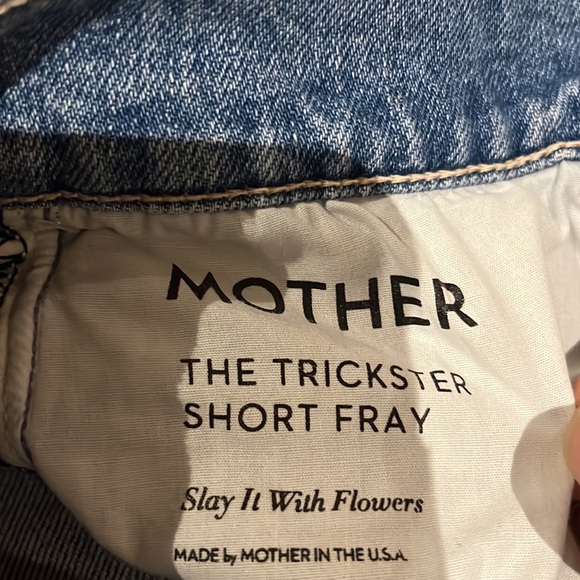 MOTHER
THE TRICKSTER
SHORT FRAY
Slay It With Flowers
MADE by MOTHER IN THE U.S.A.